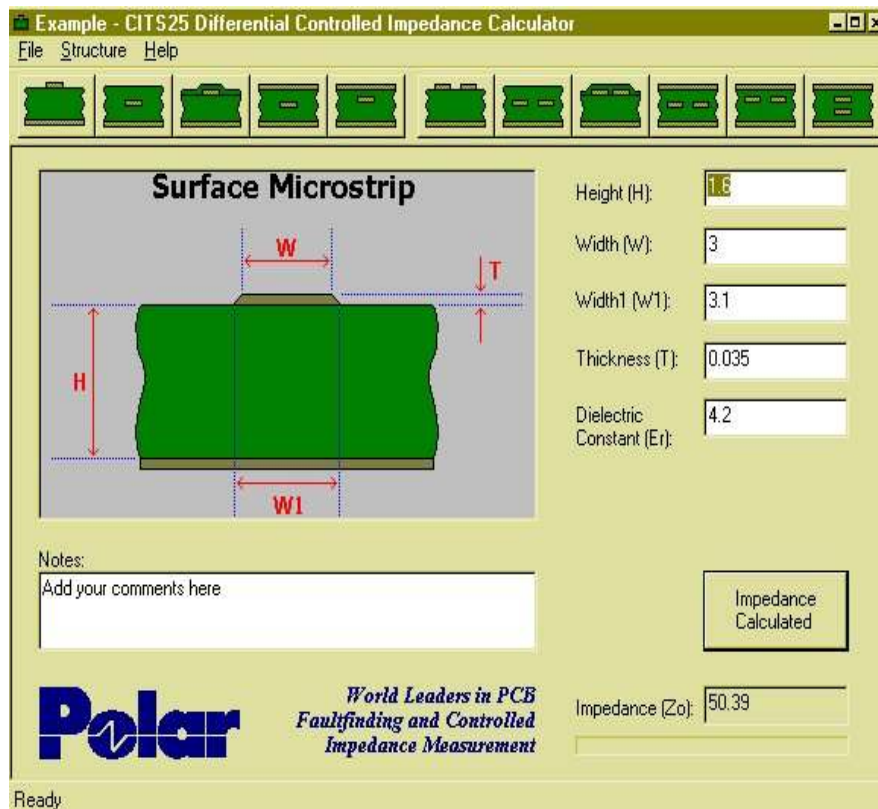 Example - CITS25 Differential Controlled Impedance Calculator
File Structure Help
Surface Microstrip
W
T
H
W1
Height (H):
1.6
Width (W):
3
Width1 (W1):
3.1
Thickness (T):
0.035
Dielectric
Constant (Er):
4.2
Notes:
Add your comments here
Impedance
Calculated
Polar
World Leaders in PCB
Faultfinding and Controlled
Impedance Measurement
Impedance (Zo):
50.39
Ready